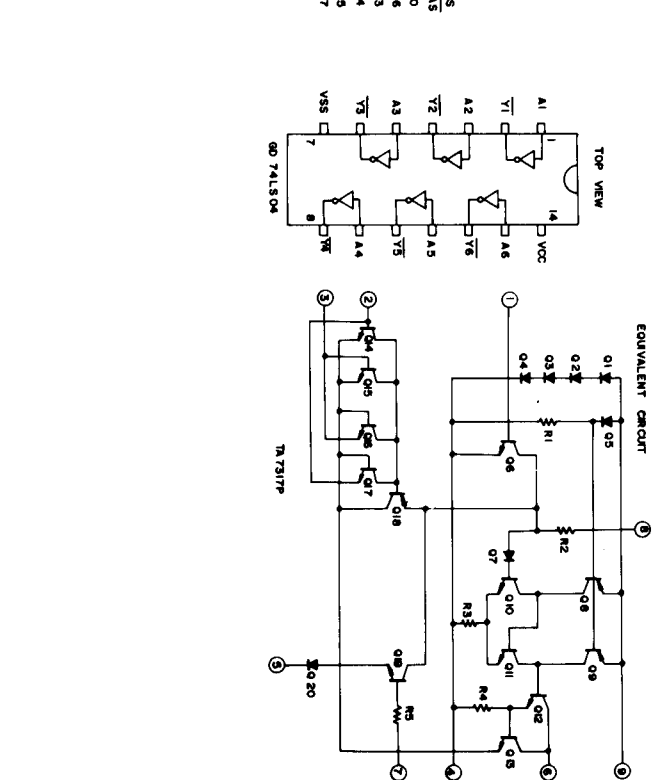 TOP VIEW
A1
Y1
A2
Y2
A3
Y3
VSS
1
7
14
8
VCC
A6
Y6
A5
Y5
A4
Y4
GD 74LS04
EQUIVALENT CIRCUIT
Q1
Q2
Q3
Q4
Q5
R1
Q6
1
8
R2
Q7
Q8
Q10
R3
Q9
Q11
R4
Q12
Q13
9
6
4
2
3
Q14
Q15
Q16
Q17
Q18
Q19
R5
7
5
Q20
TA7317P